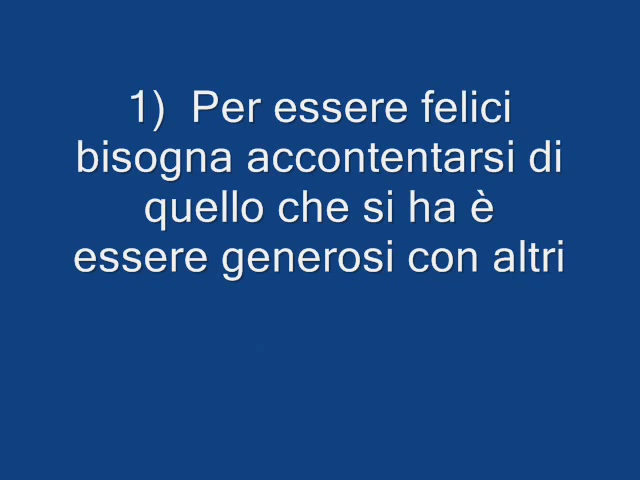 1)  Per essere felici
bisogna accontentarsi di
quello che si ha è
essere generosi con altri